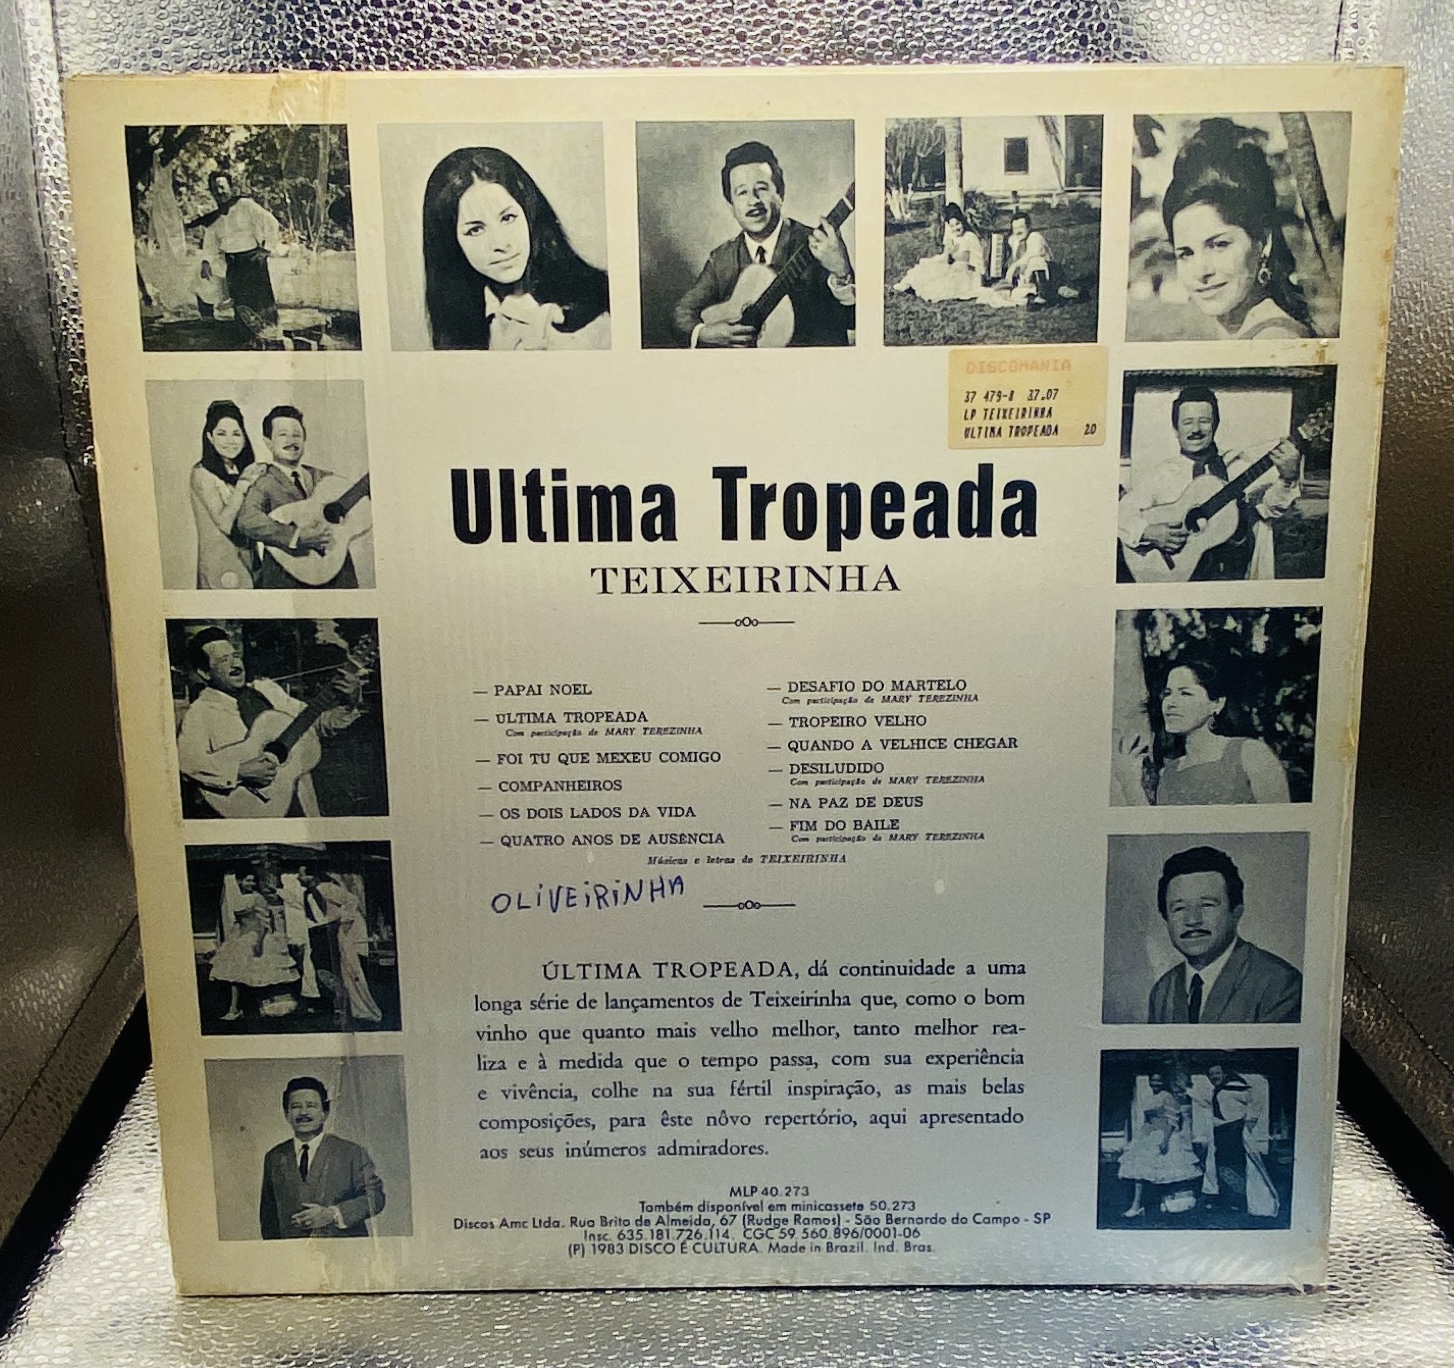 DISCOMANIA
37 479-8 37.07
LP TEIXEIRINHA
ULTIMA TROPEADA 20
Ultima Tropeada
TEIXEIRINHA
oOo
— PAPAI NOEL
— ULTIMA TROPEADA
Com participação de MARY TEREZINHA
— FOI TU QUE MEXEU COMIGO
— COMPANHEIROS
— OS DOIS LADOS DA VIDA
— QUATRO ANOS DE AUSÊNCIA
— DESAFIO DO MARTELO
Com participação de MARY TEREZINHA
— TROPEIRO VELHO
— QUANDO A VELHICE CHEGAR
— DESILUDIDO
Com participação de MARY TEREZINHA
— NA PAZ DE DEUS
— FIM DO BAILE
Com participação de MARY TEREZINHA
Músicas e letras de TEIXEIRINHA
OLIVEIRINHA
oOo
ÚLTIMA TROPEADA, dá continuidade a uma
longa série de lançamentos de Teixeirinha que, como o bom
vinho que quanto mais velho melhor, tanto melhor rea-
liza e à medida que o tempo passa, com sua experiência
e vivência, colhe na sua fértil inspiração, as mais belas
composições, para êste nôvo repertório, aqui apresentado
aos seus inúmeros admiradores.
MLP 40.273
Também disponível em minicassete 50.273
Discos Amc Ltda. Rua Brito de Almeida, 67 (Rudge Ramos) - São Bernardo do Campo - SP
Insc. 635.181.726.114. CGC 59 560.896/0001-06
(P) 1983 DISCO É CULTURA. Made in Brazil. Ind. Bras.